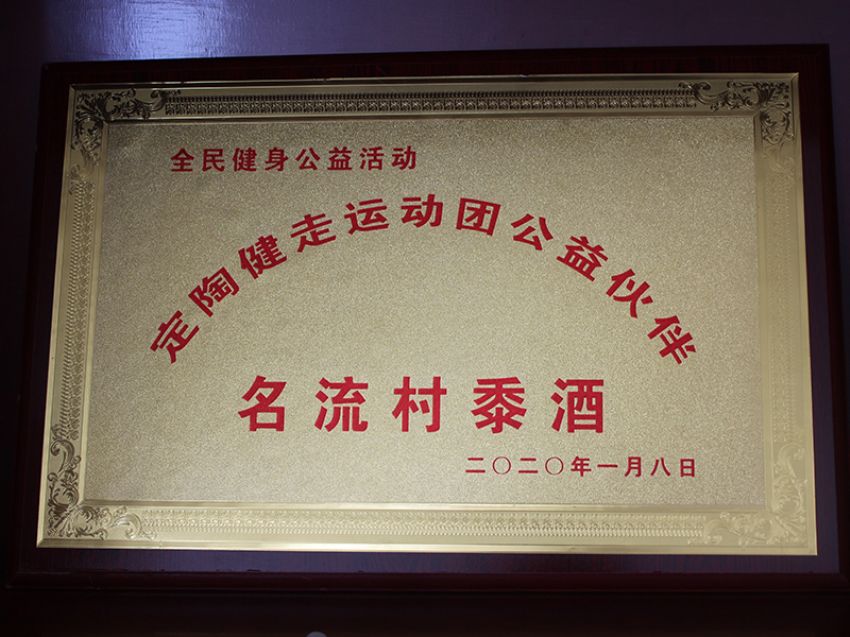 全民健身公益活动
定陶健走运动团公益伙伴
名流村黍酒
二〇二〇年一月八日